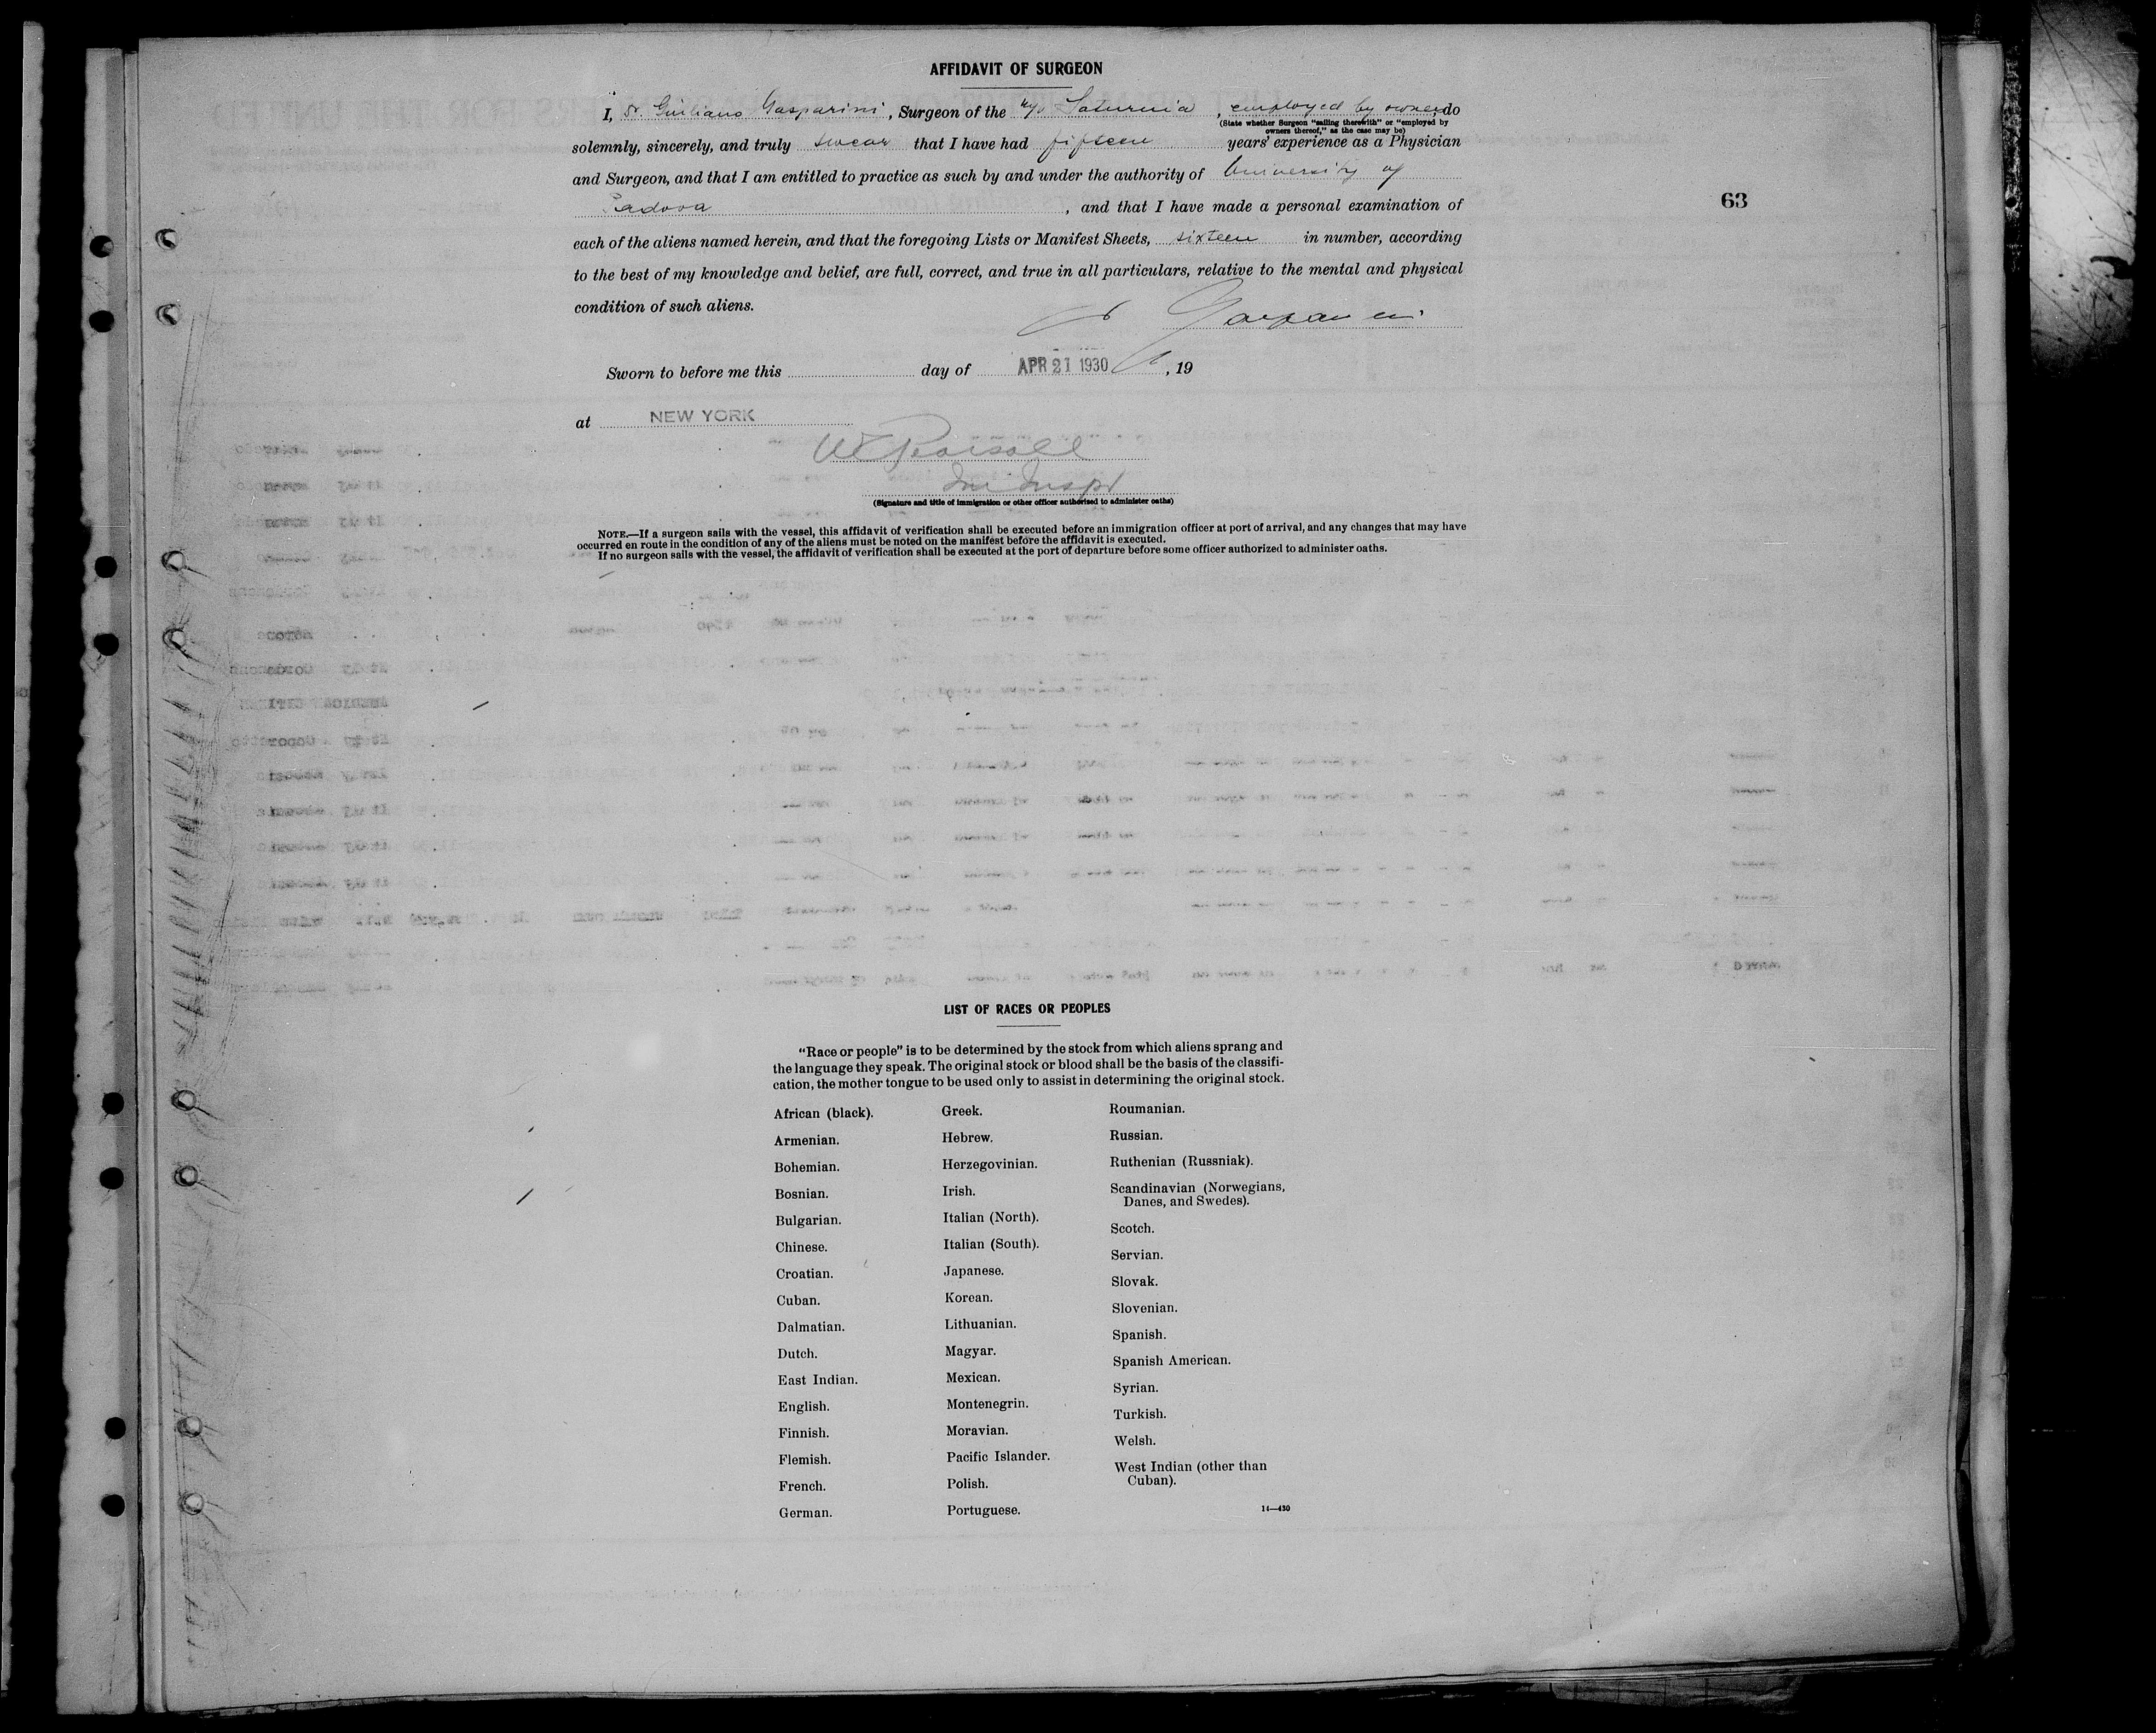 AFFIDAVIT OF SURGEON
I, Dr. Giuliano Gasparini, Surgeon of the M/V Saturnia, employed by owners, do
(State whether Surgeon "sailing therewith" or "employed by
owners thereof," as the case may be)
solemnly, sincerely, and truly swear that I have had fifteen years' experience as a Physician
and Surgeon, and that I am entitled to practice as such by and under the authority of University of
63
Padova, and that I have made a personal examination of
each of the aliens named herein, and that the foregoing Lists or Manifest Sheets, sixteen in number, according
to the best of my knowledge and belief, are full, correct, and true in all particulars, relative to the mental and physical
condition of such aliens.
Gasparini
Sworn to before me this day of APR 21 1930, 19
at NEW YORK
Im Inspr
(Signature and title of immigration or other officer authorized to administer oaths)
NOTE.—If a surgeon sails with the vessel, this affidavit of verification shall be executed before an immigration officer at port of arrival, and any changes that may have
occurred en route in the condition of any of the aliens must be noted on the manifest before the affidavit is executed.
If no surgeon sails with the vessel, the affidavit of verification shall be executed at the port of departure before some officer authorized to administer oaths.
LIST OF RACES OR PEOPLES
"Race or people" is to be determined by the stock from which aliens sprang and
the language they speak. The original stock or blood shall be the basis of the classifi-
cation, the mother tongue to be used only to assist in determining the original stock.
African (black).
Armenian.
Bohemian.
Bosnian.
Bulgarian.
Chinese.
Croatian.
Cuban.
Dalmatian.
Dutch.
East Indian.
English.
Finnish.
Flemish.
French.
German.
Greek.
Hebrew.
Herzegovinian.
Irish.
Italian (North).
Italian (South).
Japanese.
Korean.
Lithuanian.
Magyar.
Mexican.
Montenegrin.
Moravian.
Pacific Islander.
Polish.
Portuguese.
Roumanian.
Russian.
Ruthenian (Russniak).
Scandinavian (Norwegians,
Danes, and Swedes).
Scotch.
Servian.
Slovak.
Slovenian.
Spanish.
Spanish American.
Syrian.
Turkish.
Welsh.
West Indian (other than
Cuban).
14—430